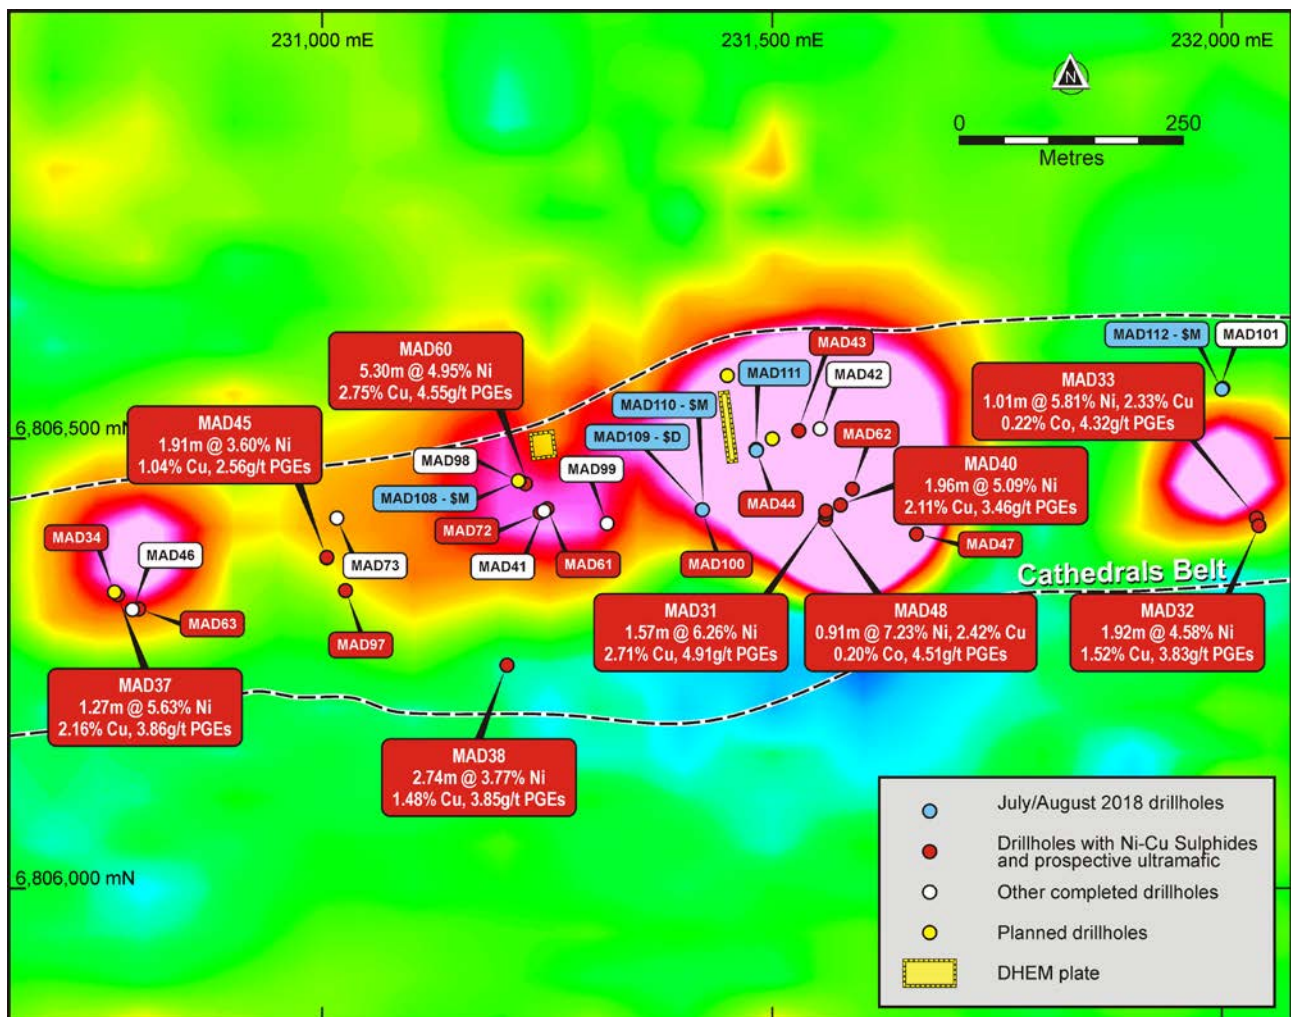 231,000 mE
231,500 mE
232,000 mE
N
0
250
Metres
MAD60
5.30m @ 4.95% Ni
2.75% Cu, 4.55g/t PGEs
MAD43
MAD111
MAD42
MAD112 - $M
MAD101
MAD33
1.01m @ 5.81% Ni, 2.33% Cu
0.22% Co, 4.32g/t PGEs
MAD110 - $M
MAD109 - $D
MAD45
1.91m @ 3.60% Ni
1.04% Cu, 2.56g/t PGEs
6,806,500 mN
MAD62
MAD98
MAD99
MAD40
1.96m @ 5.09% Ni
2.11% Cu, 3.46g/t PGEs
MAD108 - $M
MAD44
MAD72
MAD34
MAD46
MAD73
MAD41
MAD61
MAD100
MAD47
Cathedrals Belt
MAD63
MAD97
MAD31
1.57m @ 6.26% Ni
2.71% Cu, 4.91g/t PGEs
MAD48
0.91m @ 7.23% Ni, 2.42% Cu
0.20% Co, 4.51g/t PGEs
MAD32
1.92m @ 4.58% Ni
1.52% Cu, 3.83g/t PGEs
MAD37
1.27m @ 5.63% Ni
2.16% Cu, 3.86g/t PGEs
MAD38
2.74m @ 3.77% Ni
1.48% Cu, 3.85g/t PGEs
6,806,000 mN
July/August 2018 drillholes
Drillholes with Ni-Cu Sulphides
and prospective ultramafic
Other completed drillholes
Planned drillholes
DHEM plate